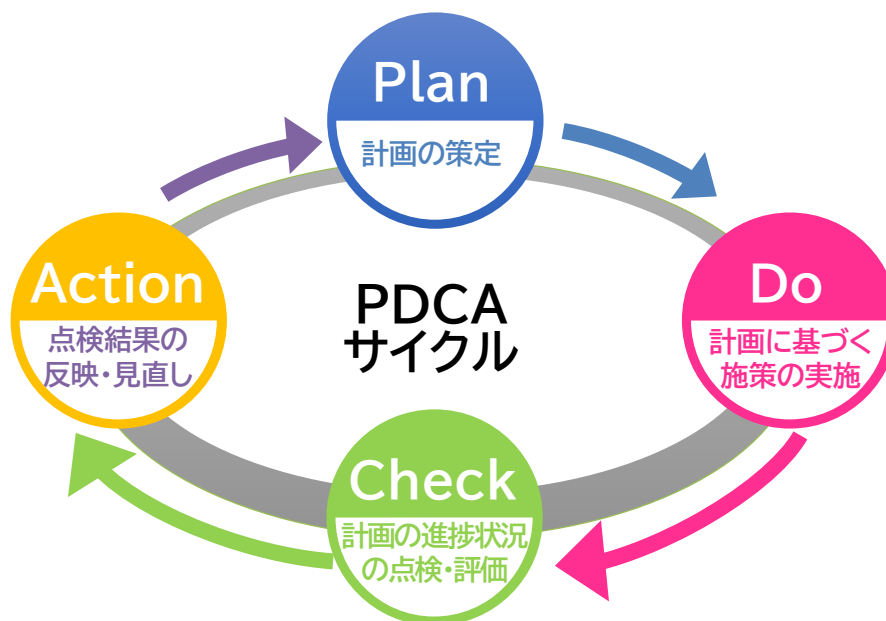 Plan
計画の策定
Do
計画に基づく
施策の実施
Check
計画の進捗状況
の点検・評価
Action
点検結果の
反映・見直し
PDCA
サイクル